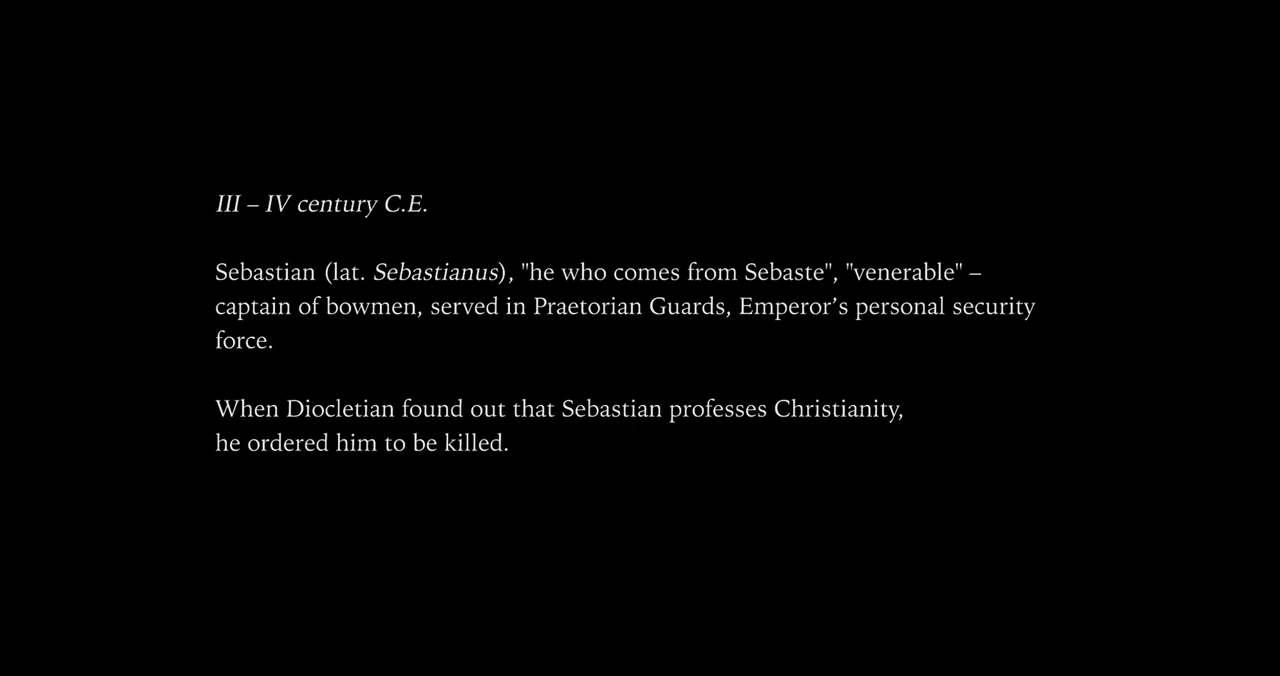 III – IV century C.E.
Sebastian (lat. Sebastianus), "he who comes from Sebaste", "venerable" –
captain of bowmen, served in Praetorian Guards, Emperor’s personal security
force.
When Diocletian found out that Sebastian professes Christianity,
he ordered him to be killed.